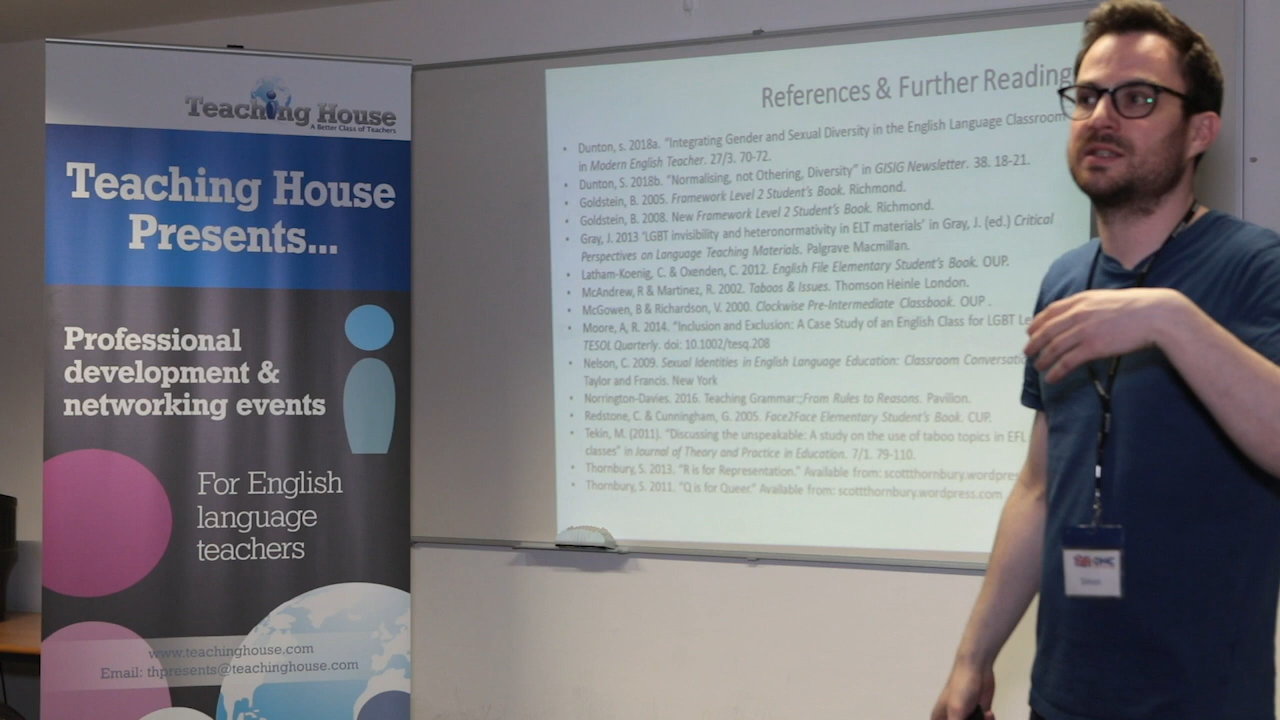 Teaching House
A Better Class of Teachers
Teaching House
Presents...
Professional
development &
networking events
For English
language
teachers
www.teachinghouse.com
Email: thpresents@teachinghouse.com
References & Further Reading
• Dunton, s. 2018a. "Integrating Gender and Sexual Diversity in the English Language Classroom
in Modern English Teacher. 27/3. 70-72.
• Dunton, S. 2018b. "Normalising, not Othering, Diversity" in GISIG Newsletter. 38. 18-21.
• Goldstein, B. 2005. Framework Level 2 Student's Book. Richmond.
• Goldstein, B. 2008. New Framework Level 2 Student's Book. Richmond.
• Gray, J. 2013 'LGBT invisibility and heteronormativity in ELT materials' in Gray, J. (ed.) Critical
Perspectives on Language Teaching Materials. Palgrave Macmillan.
• Latham-Koenig, C. & Oxenden, C. 2012. English File Elementary Student's Book. OUP.
• McAndrew, R & Martinez, R. 2002. Taboos & Issues. Thomson Heinle London.
• McGowen, B & Richardson, V. 2000. Clockwise Pre-Intermediate Classbook. OUP .
• Moore, A, R. 2014. "Inclusion and Exclusion: A Case Study of an English Class for LGBT Le
TESOL Quarterly. doi: 10.1002/tesq.208
• Nelson, C. 2009. Sexual Identities in English Language Education: Classroom Conversatio
Taylor and Francis. New York
• Norrington-Davies. 2016. Teaching Grammar:;From Rules to Reasons. Pavilion.
• Redstone, C. & Cunningham, G. 2005. Face2Face Elementary Student's Book. CUP.
• Tekin, M. (2011). "Discussing the unspeakable: A study on the use of taboo topics in EFL
classes" in Journal of Theory and Practice in Education. 7/1. 79-110.
• Thornbury, S. 2013. "R is for Representation." Available from: scottthornbury.wordpres
• Thornbury, S. 2011. "Q is for Queer." Available from: scottthornbury.wordpress.com